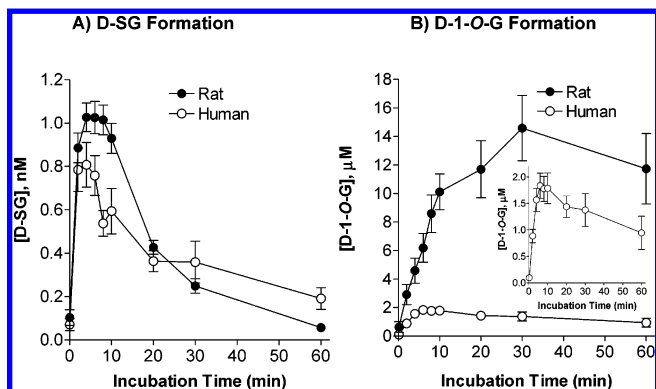 A) D-SG Formation
1.2
1.0
0.8
0.6
0.4
0.2
0.0
[D-SG], nM
Rat
Human
0 10 20 30 40 50 60
Incubation Time (min)
B) D-1-O-G Formation
18
16
14
12
10
8
6
4
2
0
[D-1-O-G], μM
Rat
Human
2.0
1.5
1.0
0.5
0.0
[D-1-O-G], μM
0 10 20 30 40 50 60
Incubation Time (min)
0 10 20 30 40 50 60
Incubation Time (min)